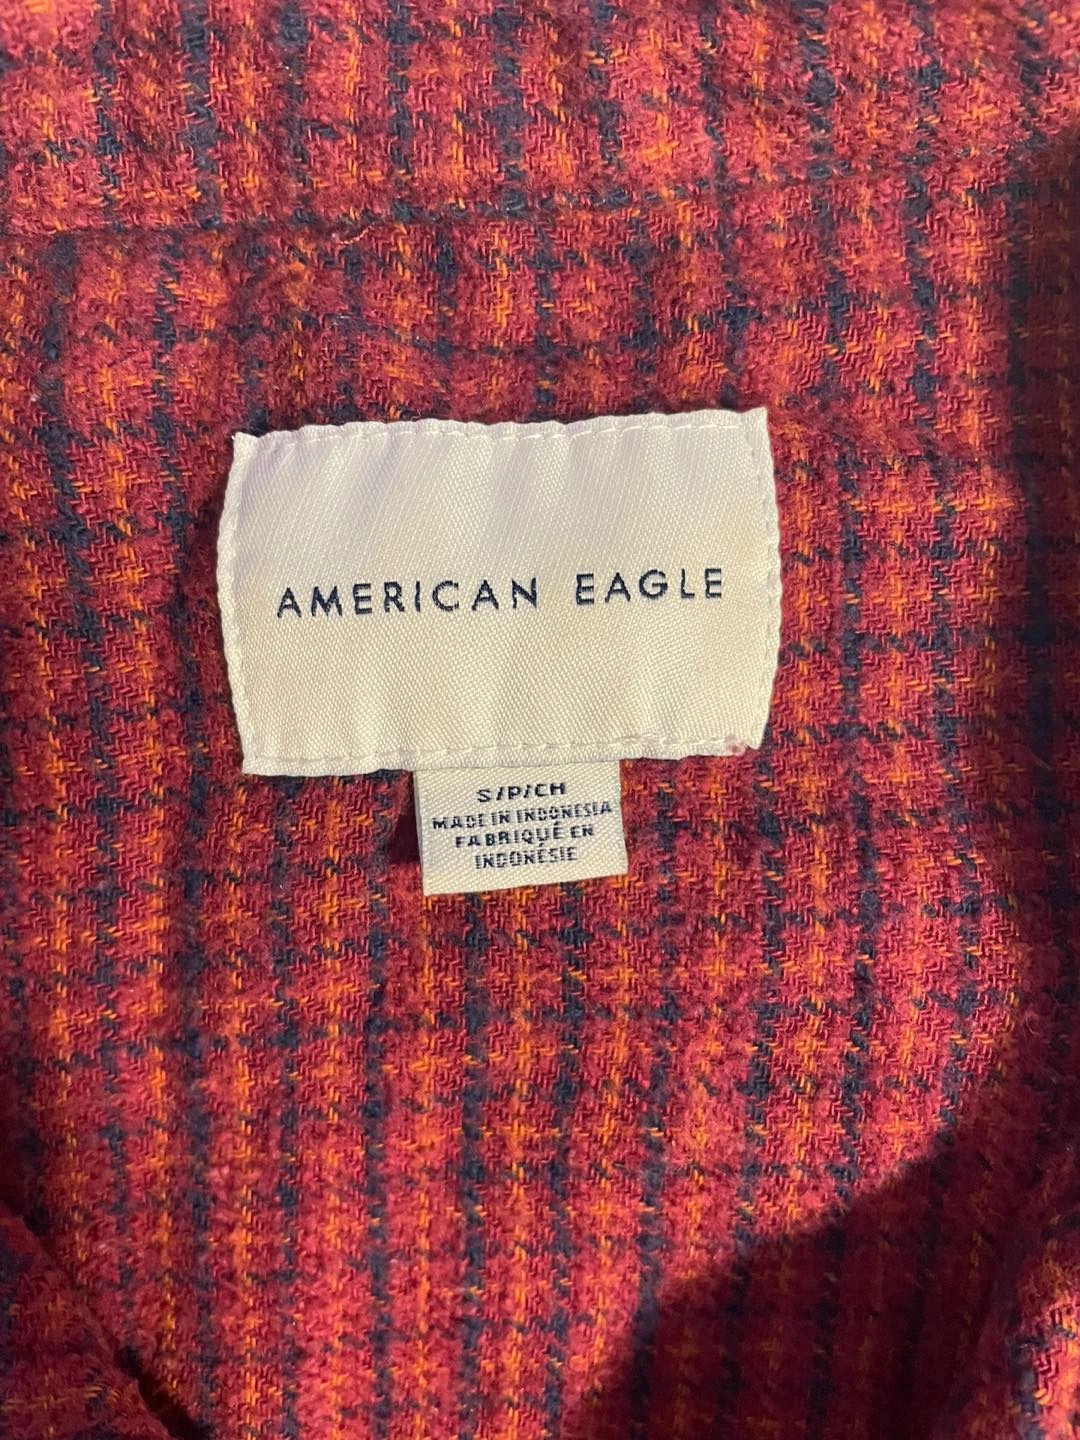 AMERICAN EAGLE
S/P/CH
MADE IN INDONESIA
FABRIQUÉ EN
INDONÉSIE